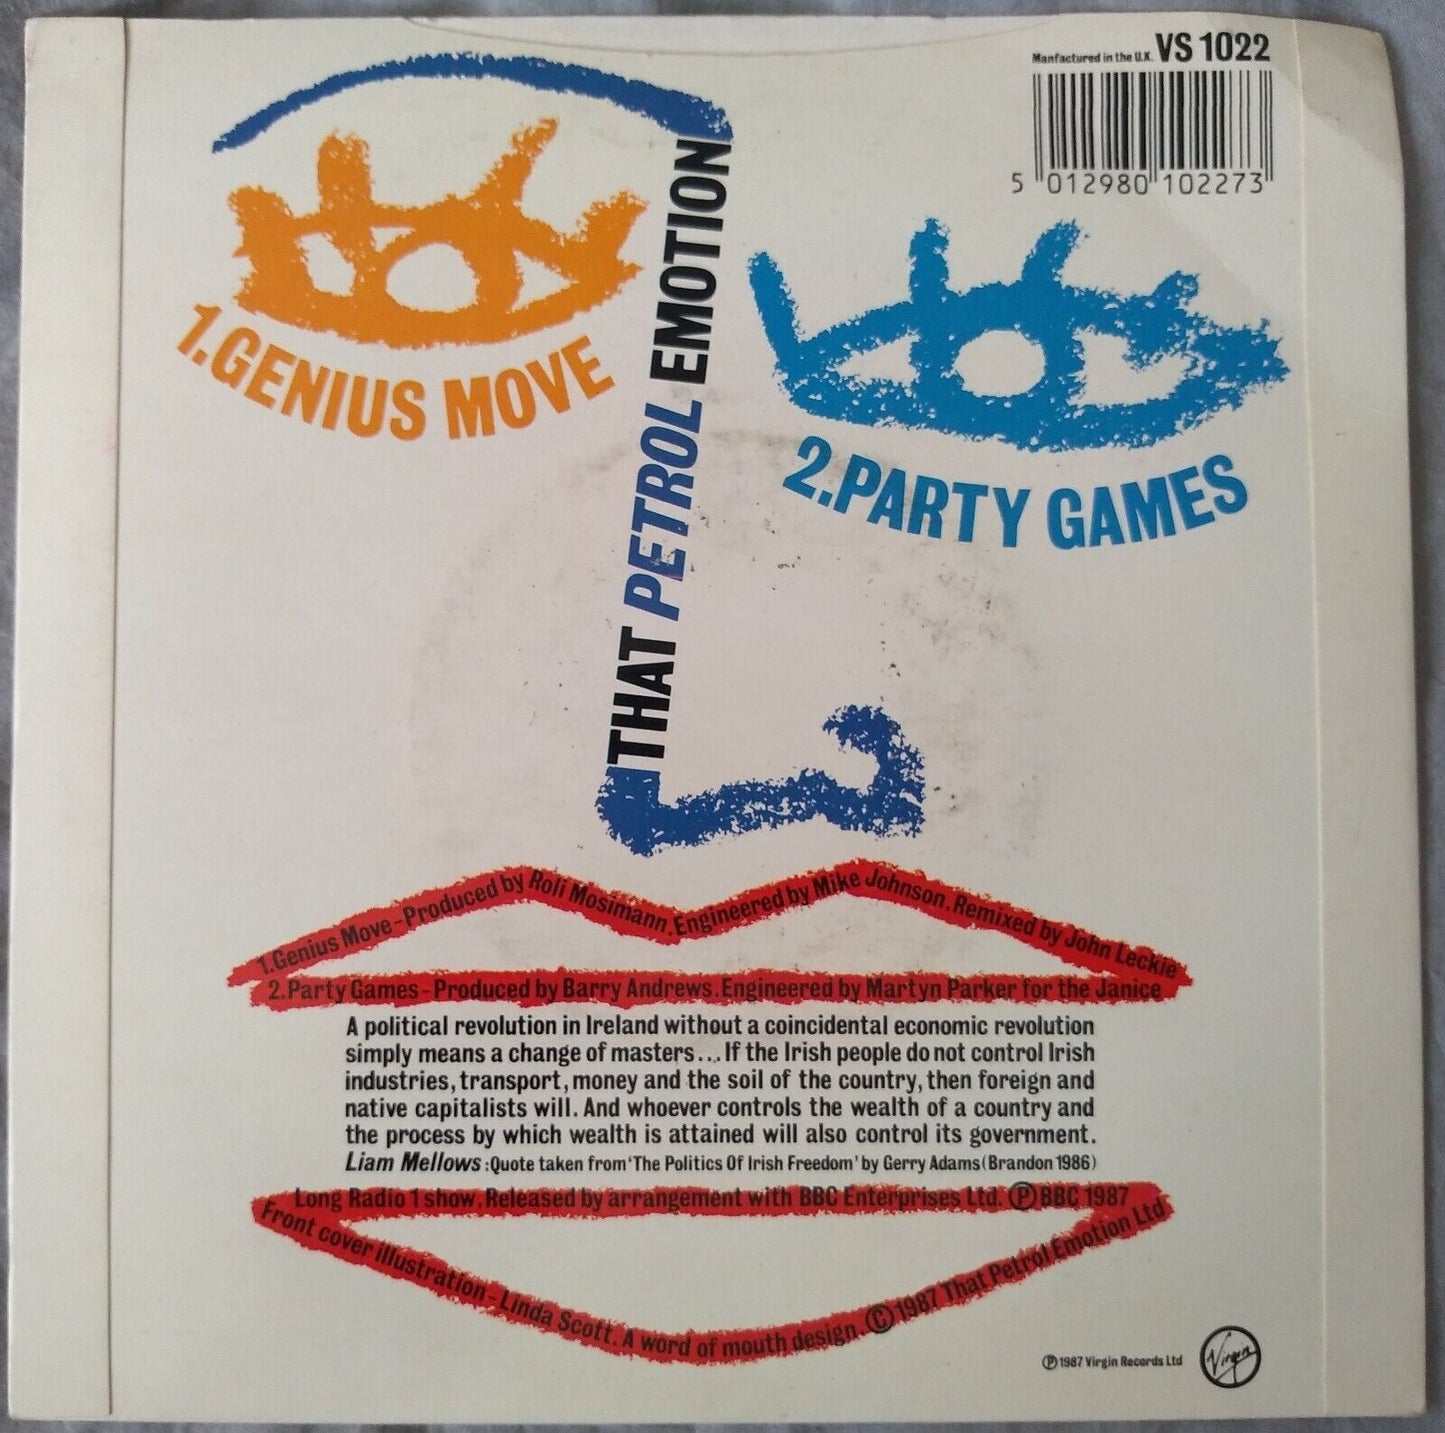 Manfactured in the U.K. VS 1022
5 012980 102273
1.GENIUS MOVE
THAT PETROL EMOTION
2.PARTY GAMES
1.Genius Move-Produced by Roli Mosimann.Engineered by Mike Johnson.Remixed by John Leckie
2.Party Games-Produced by Barry Andrews.Engineered by Martyn Parker for the Janice
A political revolution in Ireland without a coincidental economic revolution
simply means a change of masters... If the Irish people do not control Irish
industries, transport, money and the soil of the country, then foreign and
native capitalists will. And whoever controls the wealth of a country and
the process by which wealth is attained will also control its government.
Liam Mellows:Quote taken from 'The Politics Of Irish Freedom' by Gerry Adams (Brandon 1986)
Long Radio 1 show. Released by arrangement with BBC Enterprises Ltd. ℗ BBC 1987
Front cover illustration - Linda Scott. A word of mouth design. © 1987 That Petrol Emotion Ltd
℗ 1987 Virgin Records Ltd
Virgin